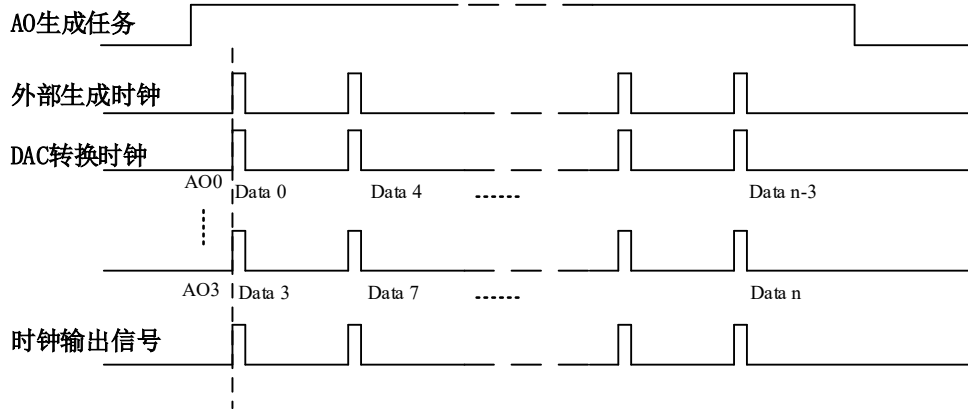 AO生成任务
外部生成时钟
DAC转换时钟
AO0 Data 0 Data 4 ...... Data n-3
AO3 Data 3 Data 7 ...... Data n
时钟输出信号